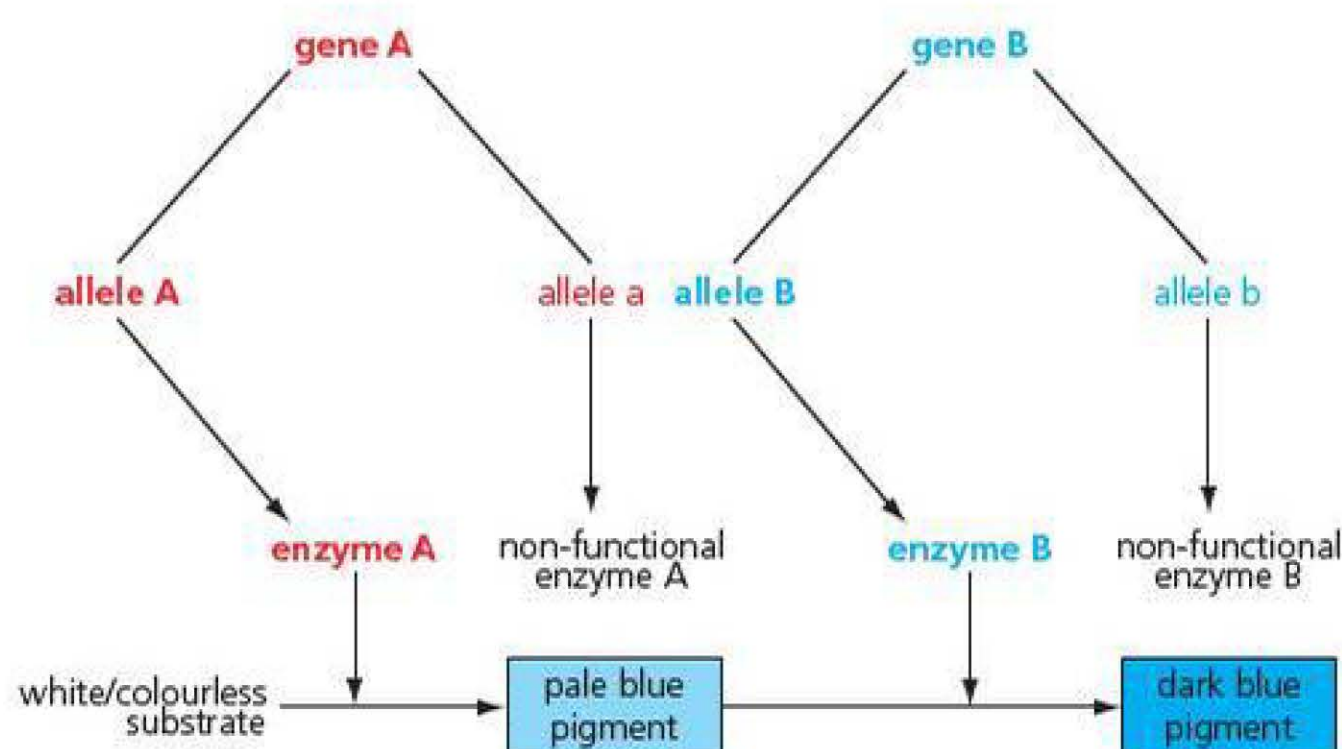 gene A
gene B
allele A
allele a
allele B
allele b
enzyme A
non-functional
enzyme A
enzyme B
non-functional
enzyme B
white/colourless
substrate
pale blue
pigment
dark blue
pigment